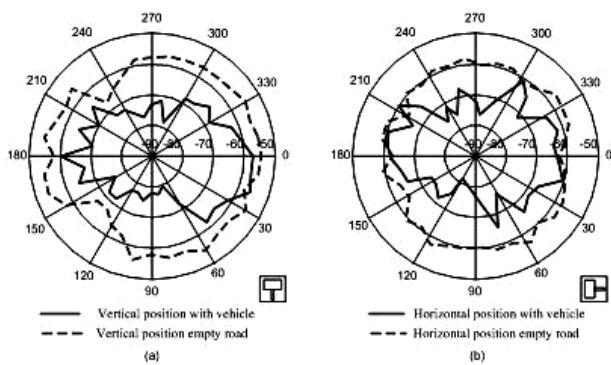 270
240 300
210 330
180 -90 -80 -70 -60 -50 0
150 30
120 60
90
Vertical position with vehicle
Vertical position empty road
(a)
270
240 300
210 330
180 -90 -80 -70 -60 -50 0
150 30
120 60
90
Horizontal position with vehicle
Horizontal position empty road
(b)